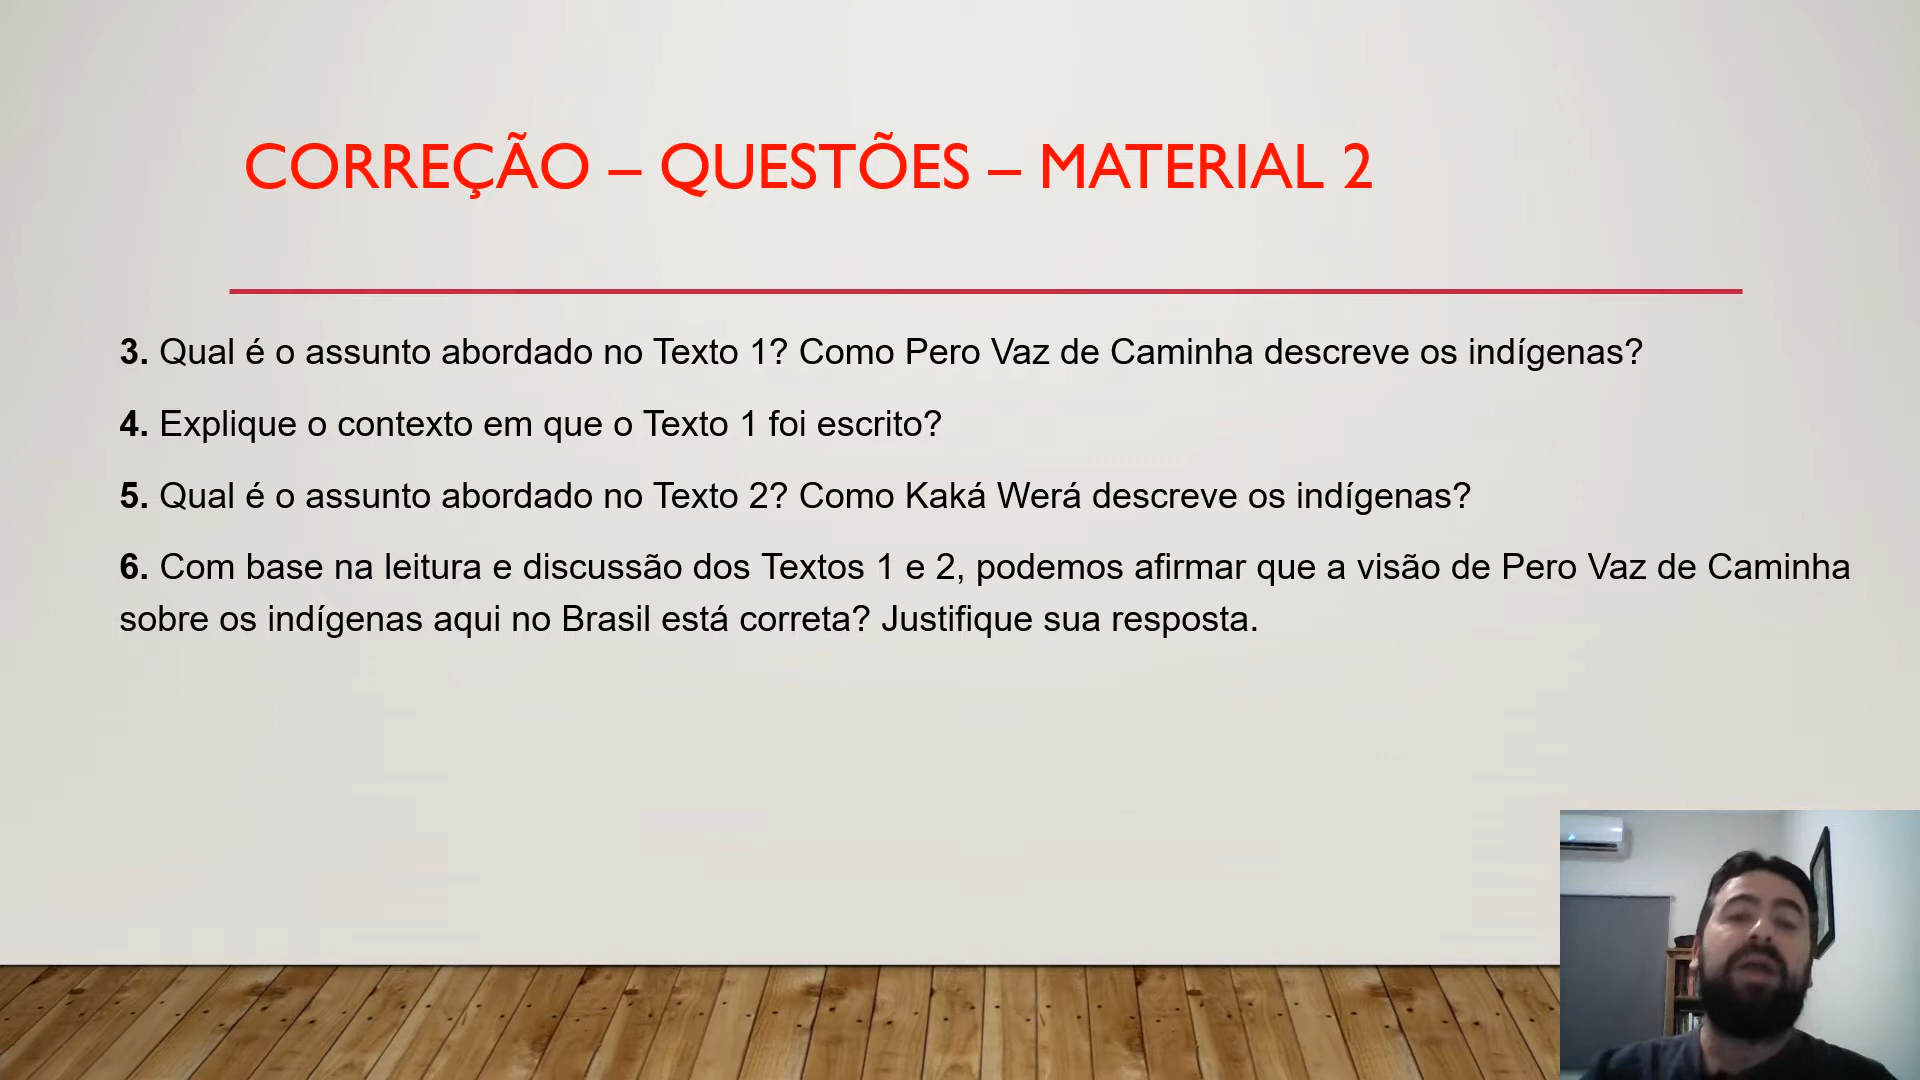 CORREÇÃO – QUESTÕES – MATERIAL 2
3. Qual é o assunto abordado no Texto 1? Como Pero Vaz de Caminha descreve os indígenas?
4. Explique o contexto em que o Texto 1 foi escrito?
5. Qual é o assunto abordado no Texto 2? Como Kaká Werá descreve os indígenas?
6. Com base na leitura e discussão dos Textos 1 e 2, podemos afirmar que a visão de Pero Vaz de Caminha
sobre os indígenas aqui no Brasil está correta? Justifique sua resposta.